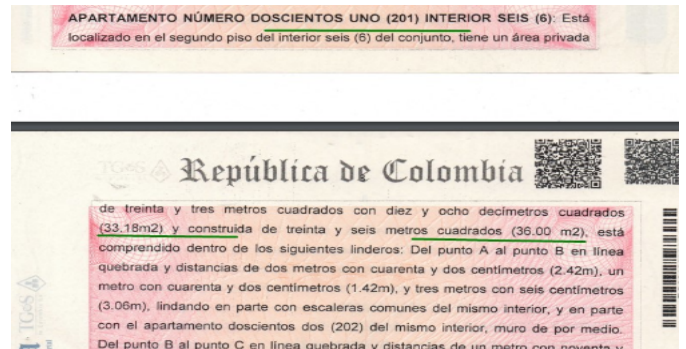 APARTAMENTO NÚMERO DOSCIENTOS UNO (201) INTERIOR SEIS (6): Está
localizado en el segundo piso del interior seis (6) del conjunto, tiene un área privada
República de Colombia
de treinta y tres metros cuadrados con diez y ocho decímetros cuadrados
(33.18m2) y construida de treinta y seis metros cuadrados (36.00 m2), está
comprendido dentro de los siguientes linderos: Del punto A al punto B en línea
quebrada y distancias de dos metros con cuarenta y dos centímetros (2.42m), un
metro con cuarenta y dos centímetros (1.42m), y tres metros con seis centímetros
(3.06m), lindando en parte con escaleras comunes del mismo interior, y en parte
con el apartamento doscientos dos (202) del mismo interior, muro de por medio.
Del punto B al punto C en línea quebrada y distancias de un metro con noventa y